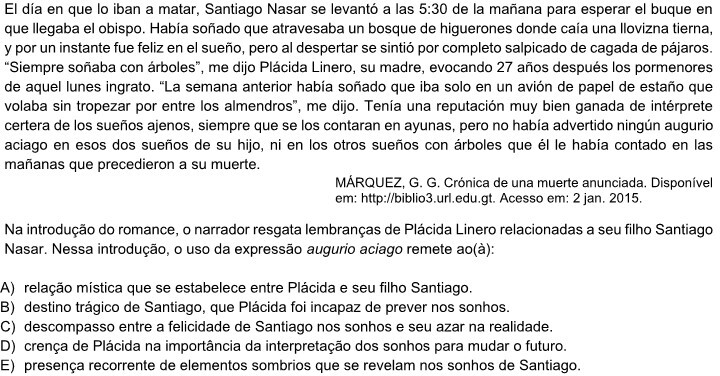 El día en que lo iban a matar, Santiago Nasar se levantó a las 5:30 de la mañana para esperar el buque en
que llegaba el obispo. Había soñado que atravesaba un bosque de higuerones donde caía una llovizna tierna,
y por un instante fue feliz en el sueño, pero al despertar se sintió por completo salpicado de cagada de pájaros.
“Siempre soñaba con árboles”, me dijo Plácida Linero, su madre, evocando 27 años después los pormenores
de aquel lunes ingrato. “La semana anterior había soñado que iba solo en un avión de papel de estaño que
volaba sin tropezar por entre los almendros”, me dijo. Tenía una reputación muy bien ganada de intérprete
certera de los sueños ajenos, siempre que se los contaran en ayunas, pero no había advertido ningún augurio
aciago en esos dos sueños de su hijo, ni en los otros sueños con árboles que él le había contado en las
mañanas que precedieron a su muerte.
MÁRQUEZ, G. G. Crónica de una muerte anunciada. Disponível
em: http://biblio3.url.edu.gt. Acesso em: 2 jan. 2015.
Na introdução do romance, o narrador resgata lembranças de Plácida Linero relacionadas a seu filho Santiago
Nasar. Nessa introdução, o uso da expressão augurio aciago remete ao(à):
A) relação mística que se estabelece entre Plácida e seu filho Santiago.
B) destino trágico de Santiago, que Plácida foi incapaz de prever nos sonhos.
C) descompasso entre a felicidade de Santiago nos sonhos e seu azar na realidade.
D) crença de Plácida na importância da interpretação dos sonhos para mudar o futuro.
E) presença recorrente de elementos sombrios que se revelam nos sonhos de Santiago.